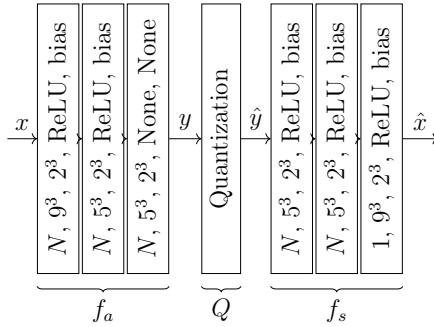 x
N, 9³, 2³, ReLU, bias
N, 5³, 2³, ReLU, bias
N, 5³, 2³, None, None
y
Quantization
ŷ
N, 5³, 2³, ReLU, bias
N, 5³, 2³, ReLU, bias
1, 9³, 2³, ReLU, bias
x̂
fₐ
Q
fₛ